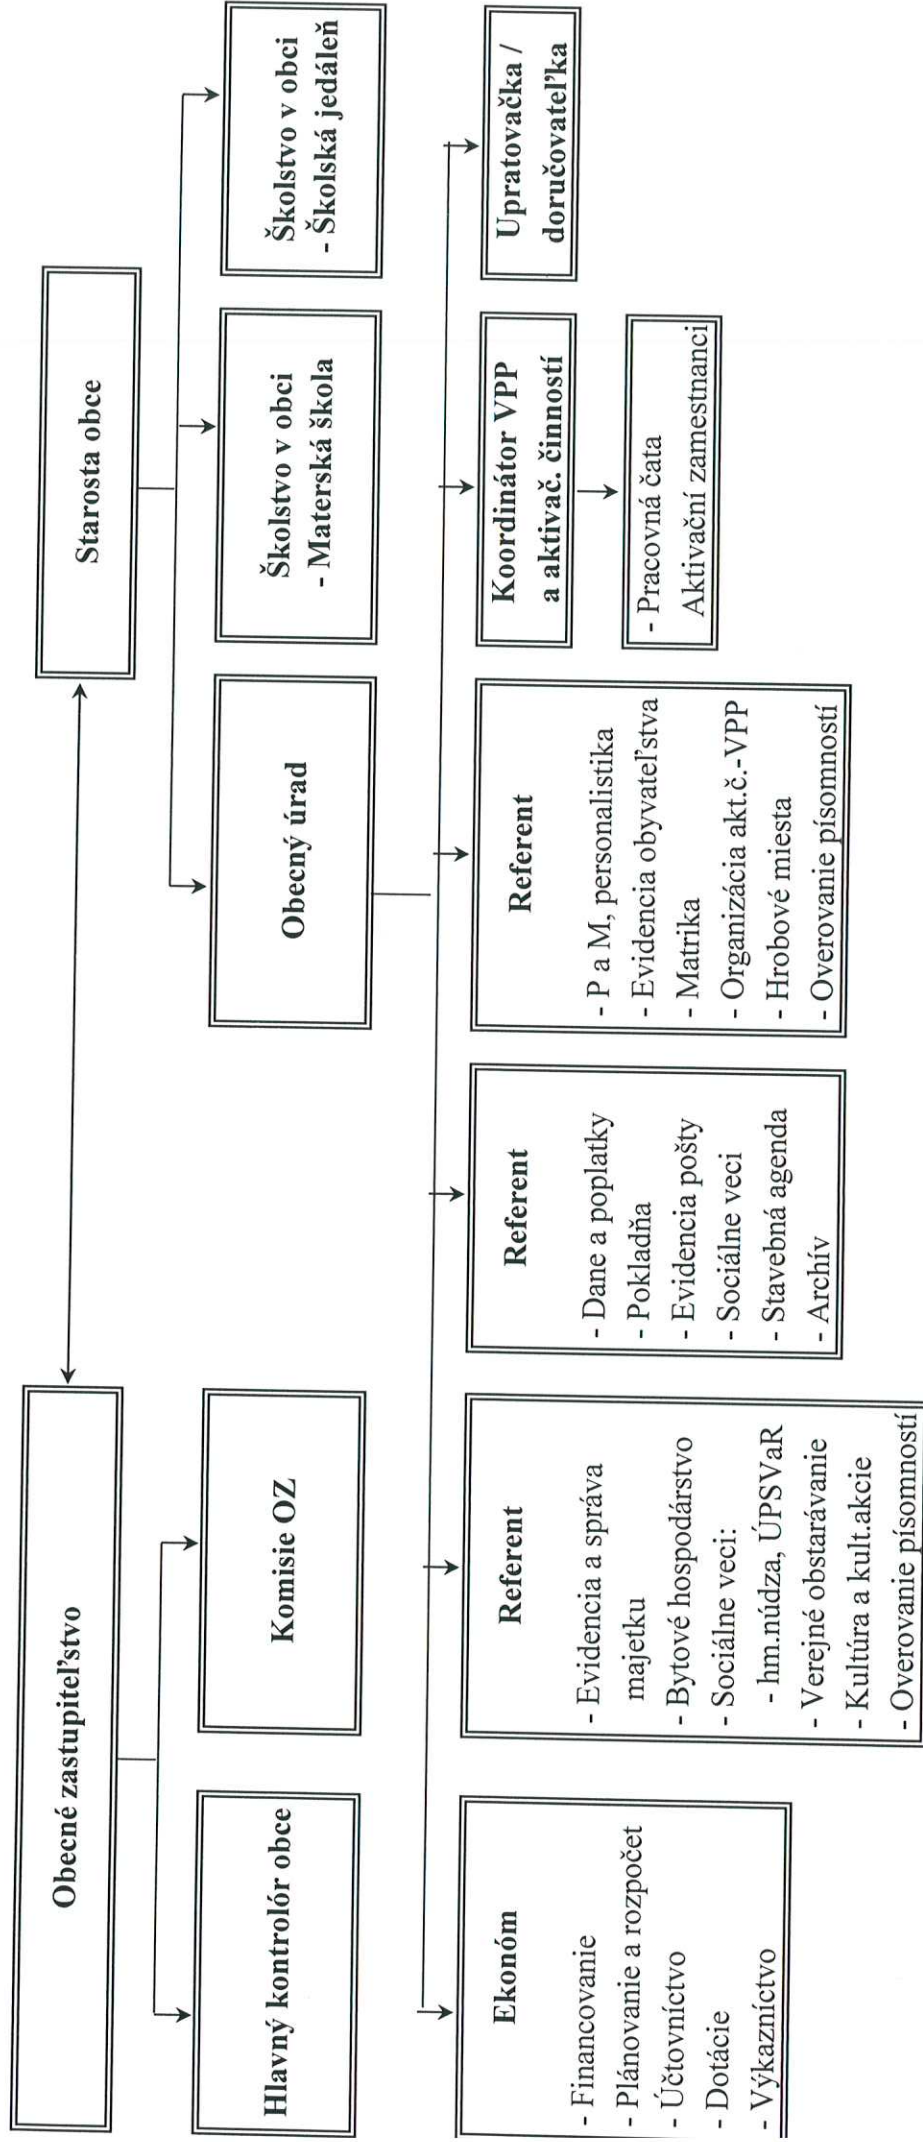 Obecné zastupiteľstvo
Starosta obce
Hlavný kontrolór obce
Komisie OZ
Obecný úrad
Školstvo v obci
- Materská škola
Školstvo v obci
- Školská jedáleň
Ekonóm
- Financovanie
- Plánovanie a rozpočet
- Účtovníctvo
- Dotácie
- Výkazníctvo
Referent
- Evidencia a správa
majetku
- Bytové hospodárstvo
- Sociálne veci:
- hm.núdza, ÚPSVaR
- Verejné obstarávanie
- Kultúra a kult.akcie
- Overovanie písomností
Referent
- Dane a poplatky
- Pokladňa
- Evidencia pošty
- Sociálne veci
- Stavebná agenda
- Archív
Referent
- P a M, personalistika
- Evidencia obyvateľstva
- Matrika
- Organizácia akt.č.-VPP
- Hrobové miesta
- Overovanie písomností
Koordinátor VPP
a aktivač. činností
- Pracovná čata
Aktivační zamestnanci
Upratovačka /
doručovateľka